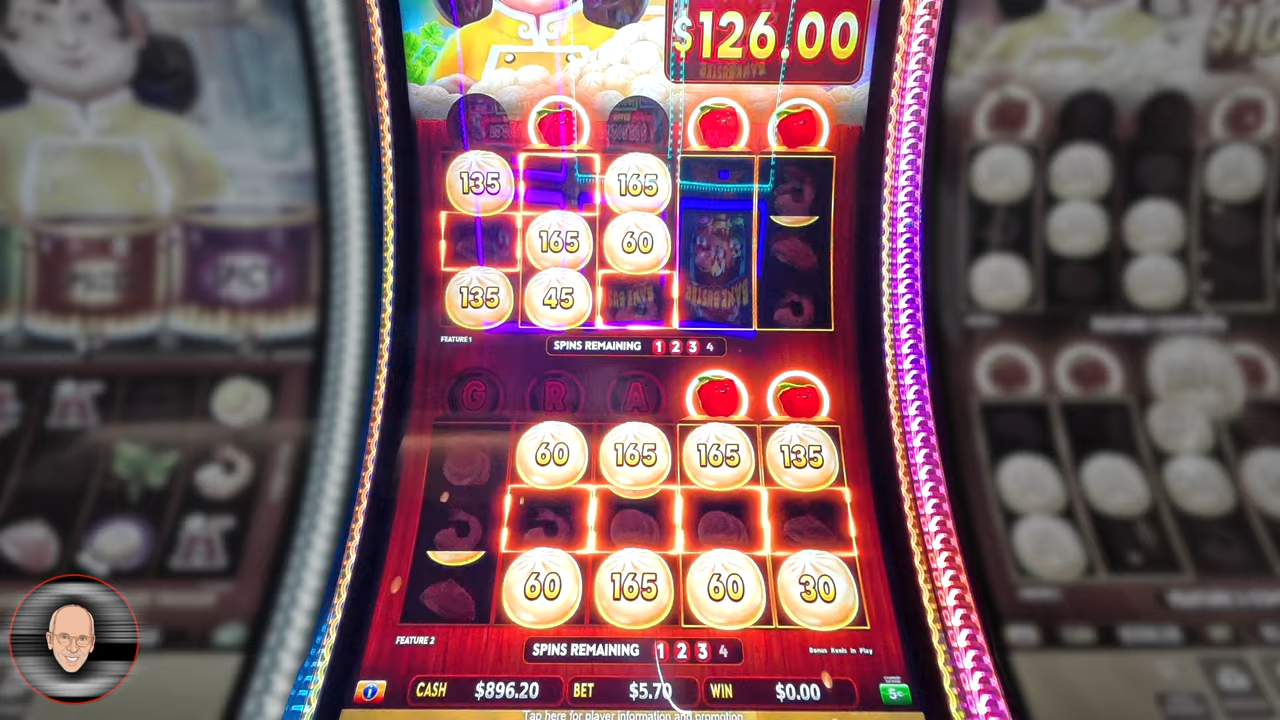 $126.00
135 165
165 60
135 45
FEATURE 1
SPINS REMAINING 1 2 3 4
G R A
60 165 165 135
60 165 60 30
FEATURE 2
SPINS REMAINING 1 2 3 4
Bonus Reels In Play
CASH $896.20 BET $5.70 WIN $0.00
5¢
Tap here for player information and promotion